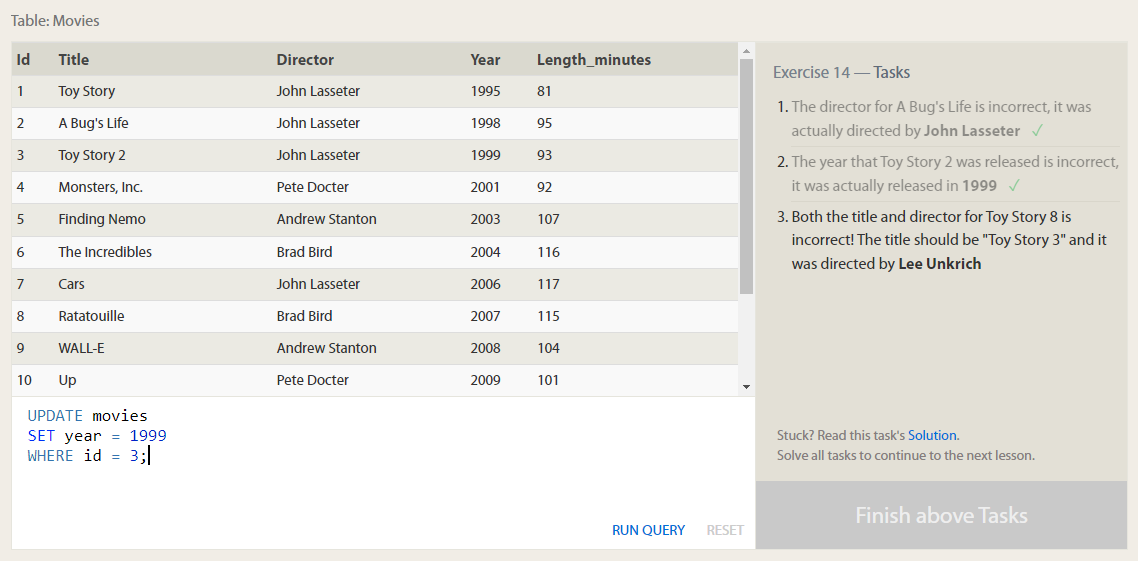 Table: Movies
Id Title Director Year Length_minutes
1 Toy Story John Lasseter 1995 81
2 A Bug's Life John Lasseter 1998 95
3 Toy Story 2 John Lasseter 1999 93
4 Monsters, Inc. Pete Docter 2001 92
5 Finding Nemo Andrew Stanton 2003 107
6 The Incredibles Brad Bird 2004 116
7 Cars John Lasseter 2006 117
8 Ratatouille Brad Bird 2007 115
9 WALL-E Andrew Stanton 2008 104
10 Up Pete Docter 2009 101
UPDATE movies
SET year = 1999
WHERE id = 3;
RUN QUERY RESET
Exercise 14 — Tasks
1. The director for A Bug's Life is incorrect, it was
actually directed by John Lasseter ✓
2. The year that Toy Story 2 was released is incorrect,
it was actually released in 1999 ✓
3. Both the title and director for Toy Story 8 is
incorrect! The title should be "Toy Story 3" and it
was directed by Lee Unkrich
Stuck? Read this task's Solution.
Solve all tasks to continue to the next lesson.
Finish above Tasks